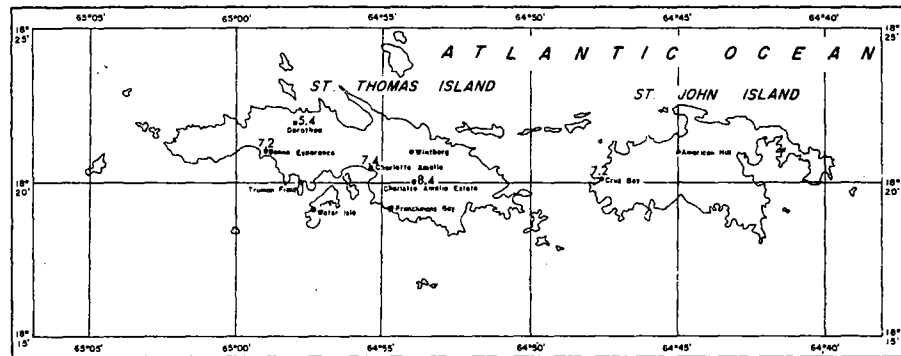 65°05' 65°00' 64°55' 64°50' 64°45' 64°40'
18° 25' 18° 25'
ATLANTIC OCEAN
ST. THOMAS ISLAND
ST. JOHN ISLAND
5.4
Dorothea
7.2
Bonne Esperance
Wintberg
American Hill
7.4
Charlotte Amalie
8.4
7.2
Cruz Bay
18° 20' 18° 20'
Truman Field
Charlotte Amalie Estate
Water Isle
Frenchmans Bay
18° 15' 18° 15'
65°05' 65°00' 64°55' 64°50' 64°45' 64°40'